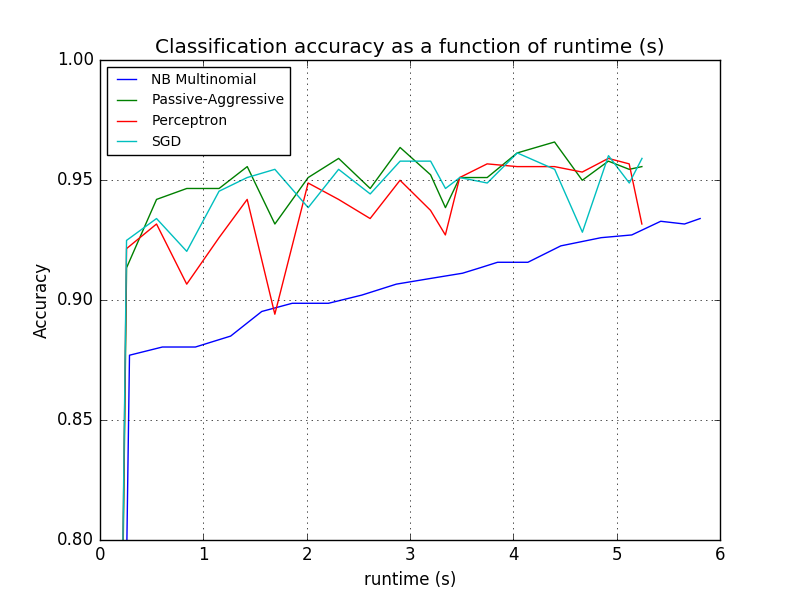 Classification accuracy as a function of runtime (s)
1.00
NB Multinomial
Passive-Aggressive
Perceptron
SGD
0.95
0.90
0.85
0.80
Accuracy
0 1 2 3 4 5 6
runtime (s)